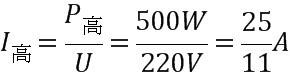 I高 = P高/U = 500W/220V = 25/11 A